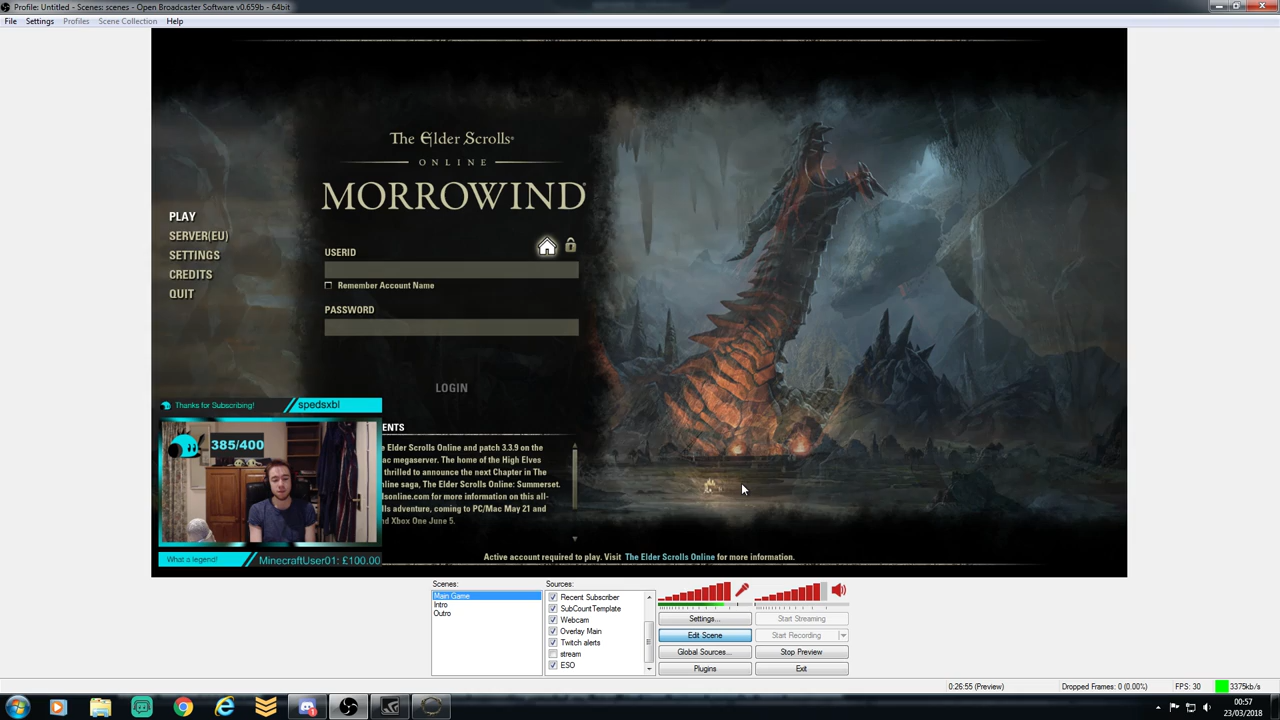 Profile: Untitled - Scenes: scenes - Open Broadcaster Software v0.659b - 64bit
File Settings Profiles Scene Collection Help
The Elder Scrolls
ONLINE
MORROWIND
PLAY
SERVER(EU)
SETTINGS
CREDITS
QUIT
USERID
Remember Account Name
PASSWORD
LOGIN
Thanks for Subscribing! spedsxbl
385/400
What a legend! MinecraftUser01: £100.00
ENTS
e Elder Scrolls Online and patch 3.3.9 on the
ac megaserver. The home of the High Elves
thrilled to announce the next Chapter in The
nline saga, The Elder Scrolls Online: Summerset.
lsonline.com for more information on this all-
lls adventure, coming to PC/Mac May 21 and
nd Xbox One June 5.
Active account required to play. Visit The Elder Scrolls Online for more information.
Scenes:
Main Game
Intro
Outro
Sources:
Recent Subscriber
SubCountTemplate
Webcam
Overlay Main
Twitch alerts
stream
ESO
Settings... Start Streaming
Edit Scene Start Recording
Global Sources... Stop Preview
Plugins Exit
0:26:55 (Preview) Dropped Frames: 0 (0.00%) FPS: 30 3375kb/s
00:57
23/03/2018